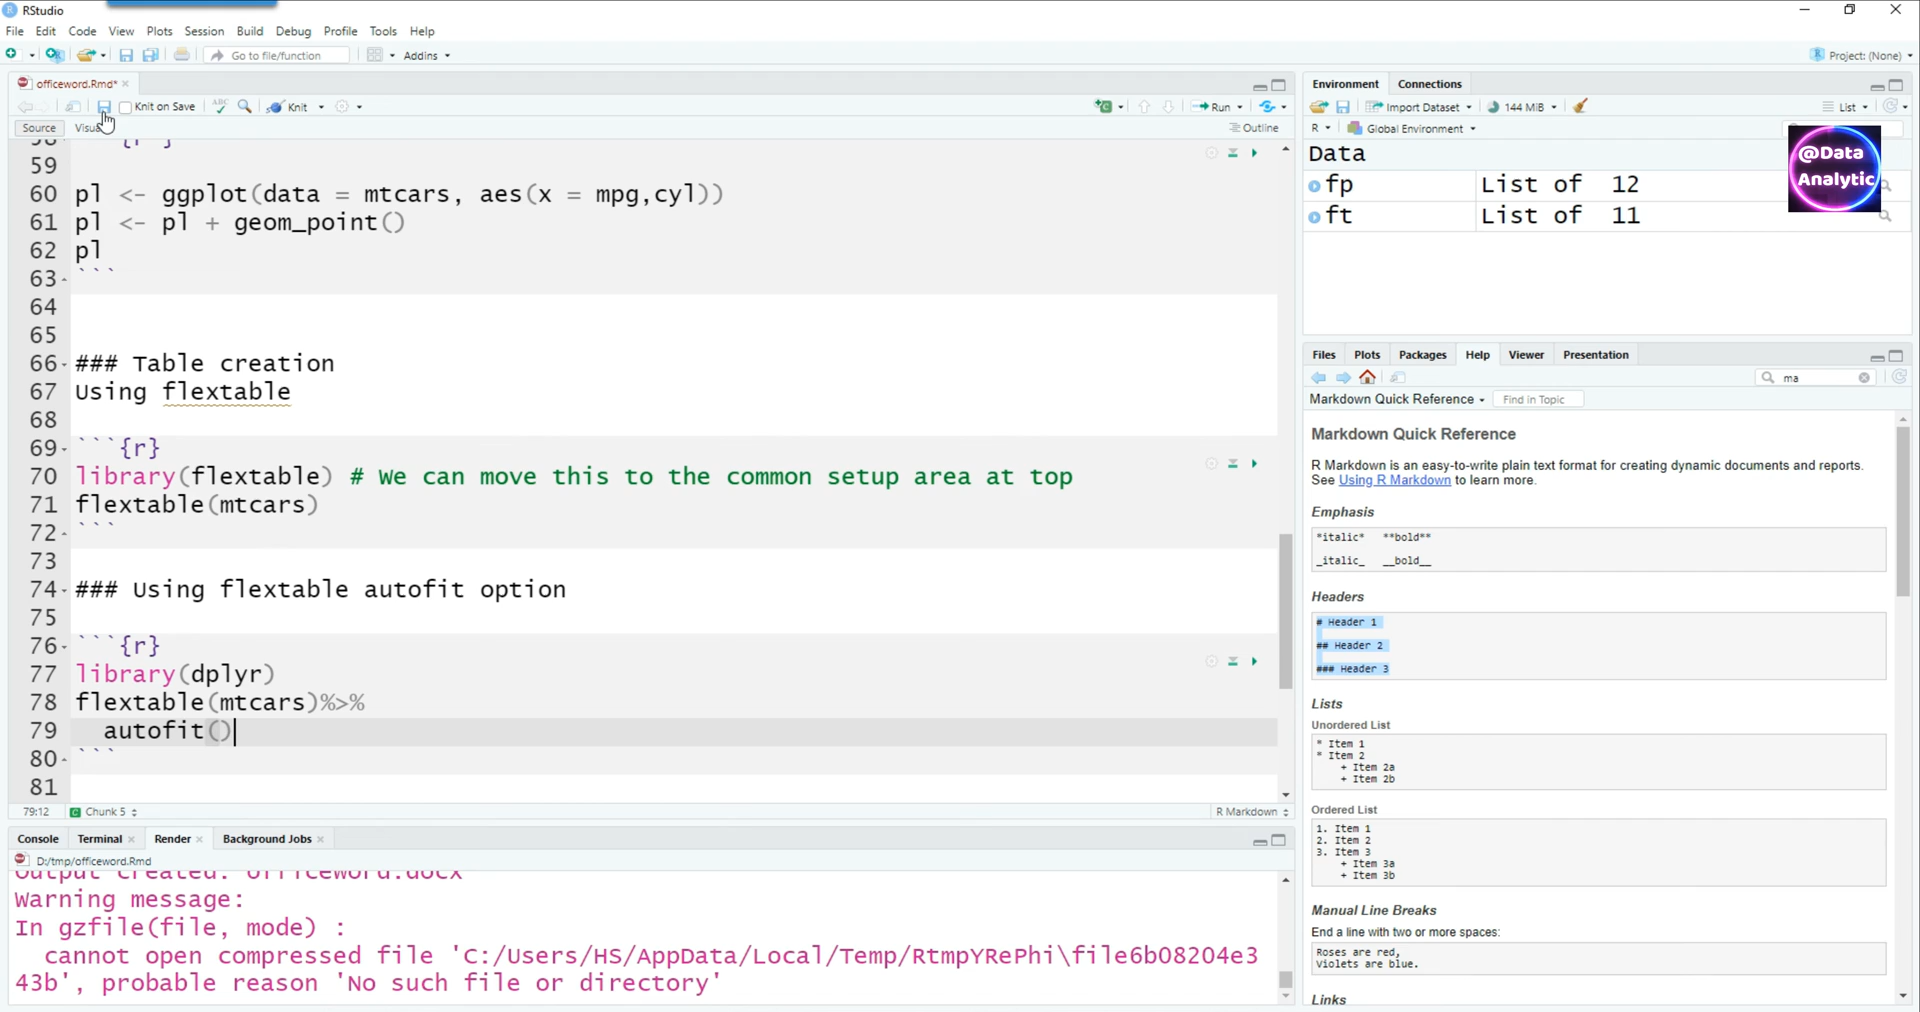 RStudio
File Edit Code View Plots Session Build Debug Profile Tools Help
Go to file/function Addins Project: (None)
officeword.Rmd*
Knit on Save ABC Knit Run
Source Outline
59
60 pl <- ggplot(data = mtcars, aes(x = mpg,cyl))
61 pl <- pl + geom_point()
62 pl
63 ```
64
65
66 ### Table creation
67 Using flextable
68
69 ```{r}
70 library(flextable) # We can move this to the common setup area at top
71 flextable(mtcars)
72 ```
73
74 ### Using flextable autofit option
75
76 ```{r}
77 library(dplyr)
78 flextable(mtcars)%>%
79 autofit()
80 ```
81
79:12 Chunk 5 R Markdown
Console Terminal Render Background Jobs
D:/tmp/officeword.Rmd
Output created: officeword.docx
Warning message:
In gzfile(file, mode) :
cannot open compressed file 'C:/Users/HS/AppData/Local/Temp/RtmpYRePhi\file6b08204e3
43b', probable reason 'No such file or directory'
Environment Connections
Import Dataset 144 MiB List
R Global Environment
@Data
Analytic
Data
fp List of 12
ft List of 11
Files Plots Packages Help Viewer Presentation
ma
Markdown Quick Reference Find in Topic
Markdown Quick Reference
R Markdown is an easy-to-write plain text format for creating dynamic documents and reports.
See Using R Markdown to learn more.
Emphasis
*italic* **bold**
_italic_ __bold__
Headers
# Header 1
## Header 2
### Header 3
Lists
Unordered List
* Item 1
* Item 2
+ Item 2a
+ Item 2b
Ordered List
1. Item 1
2. Item 2
3. Item 3
+ Item 3a
+ Item 3b
Manual Line Breaks
End a line with two or more spaces:
Roses are red,
Violets are blue.
Links